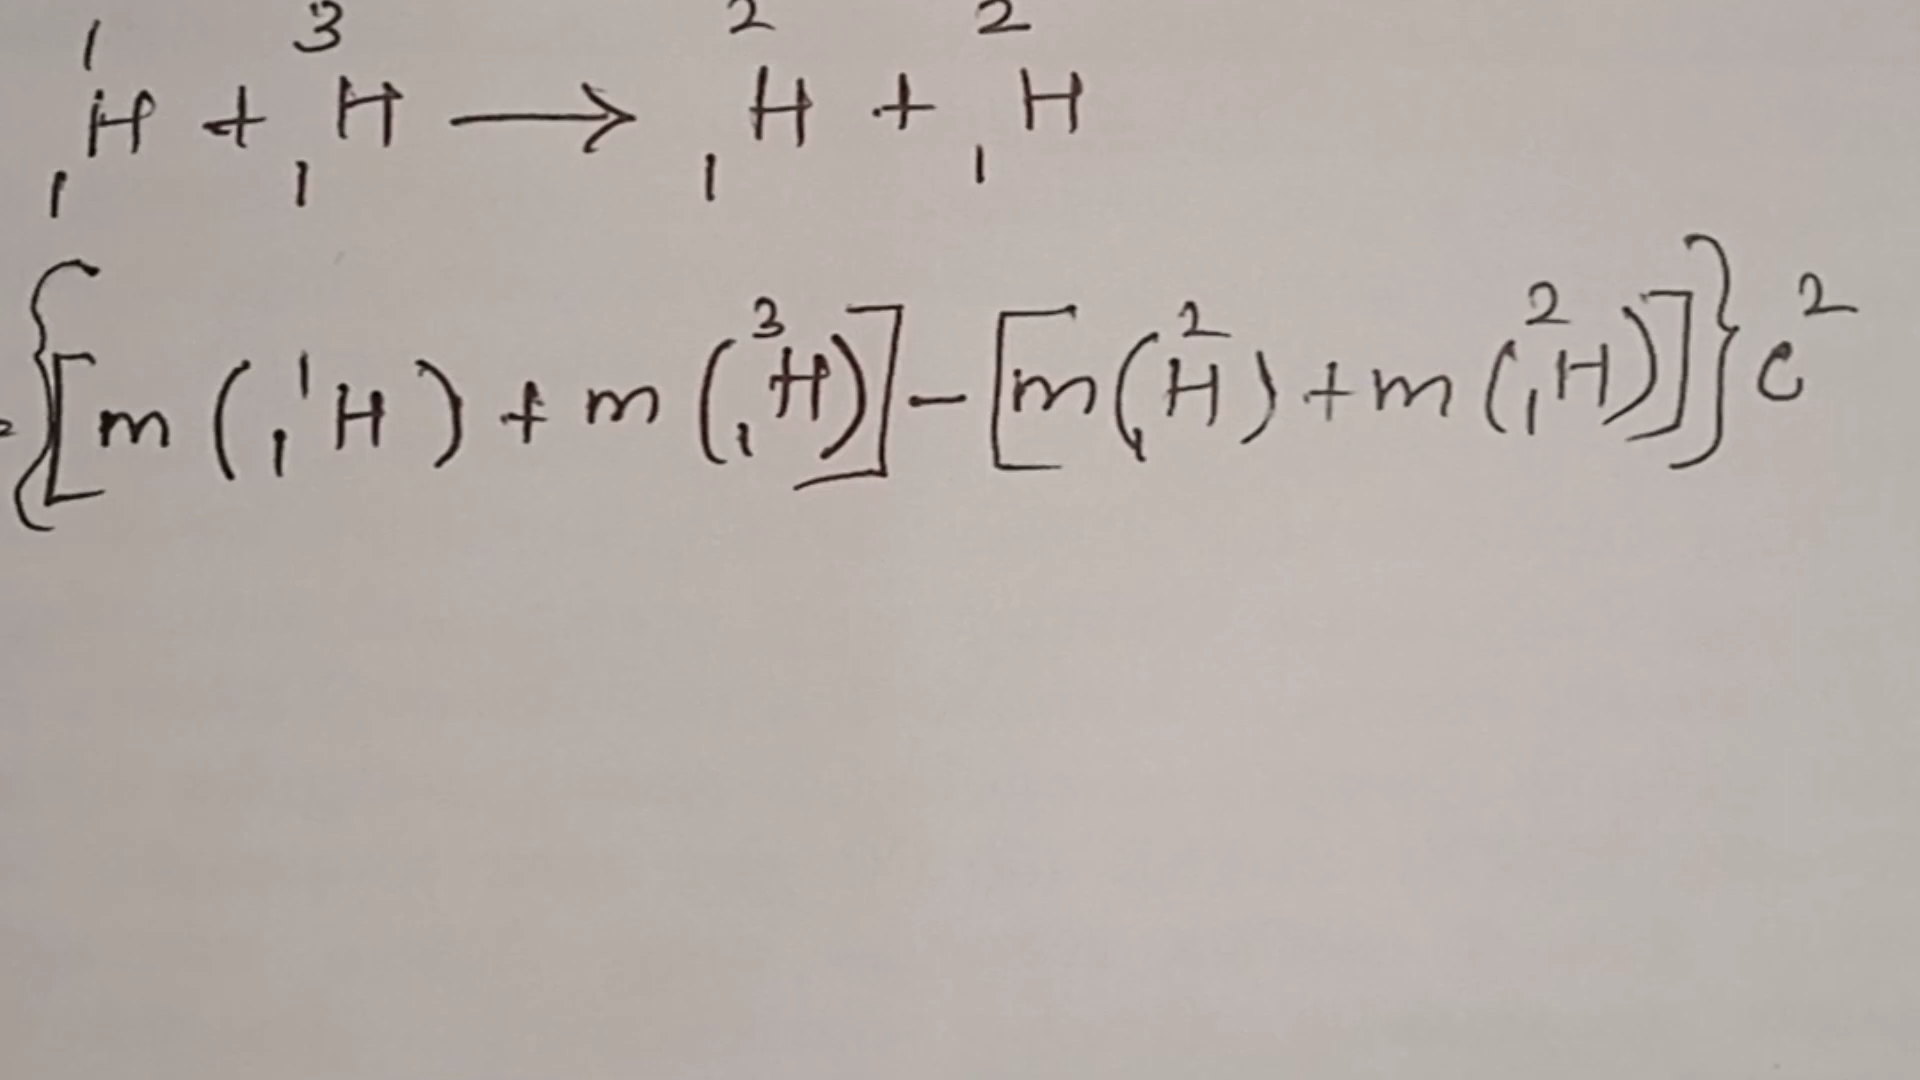 ¹₁H + ³₁H ⟶ ²₁H + ²₁H
= {[m(¹₁H) + m(³₁H)] − [m(²₁H) + m(²₁H)]} c²